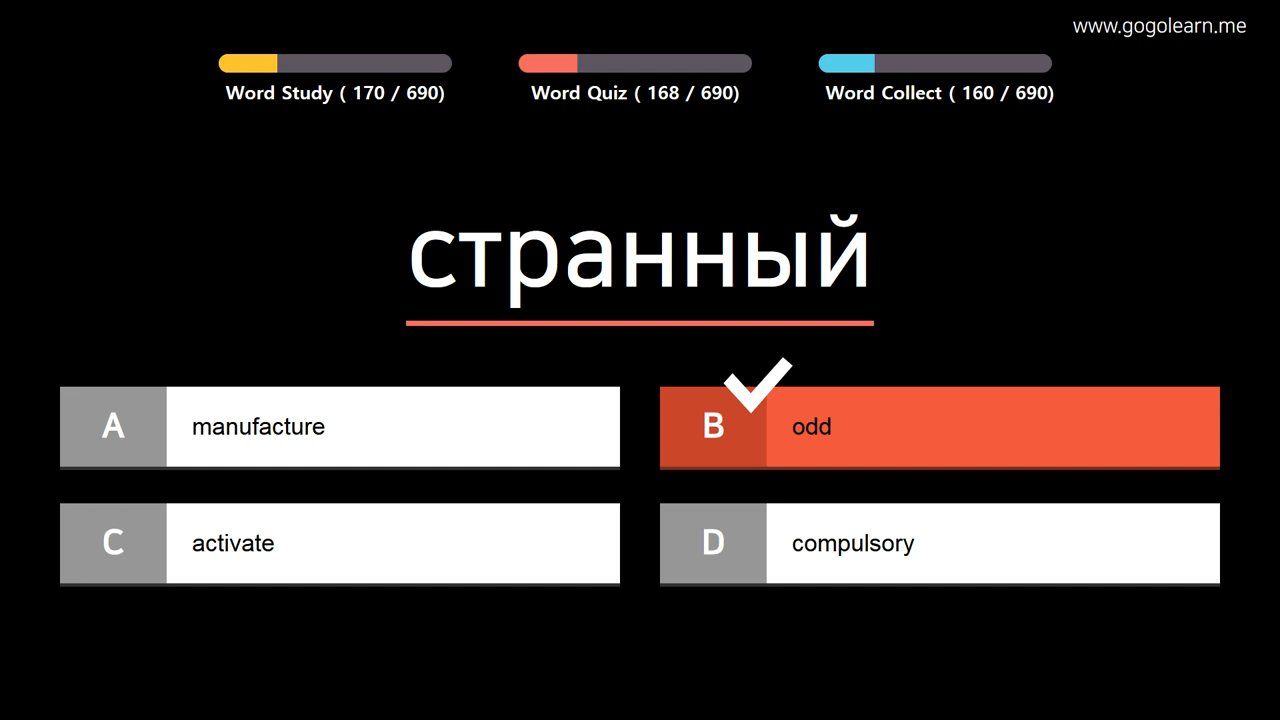 www.gogolearn.me
Word Study ( 170 / 690)
Word Quiz ( 168 / 690)
Word Collect ( 160 / 690)
странный
A manufacture
B odd
C activate
D compulsory